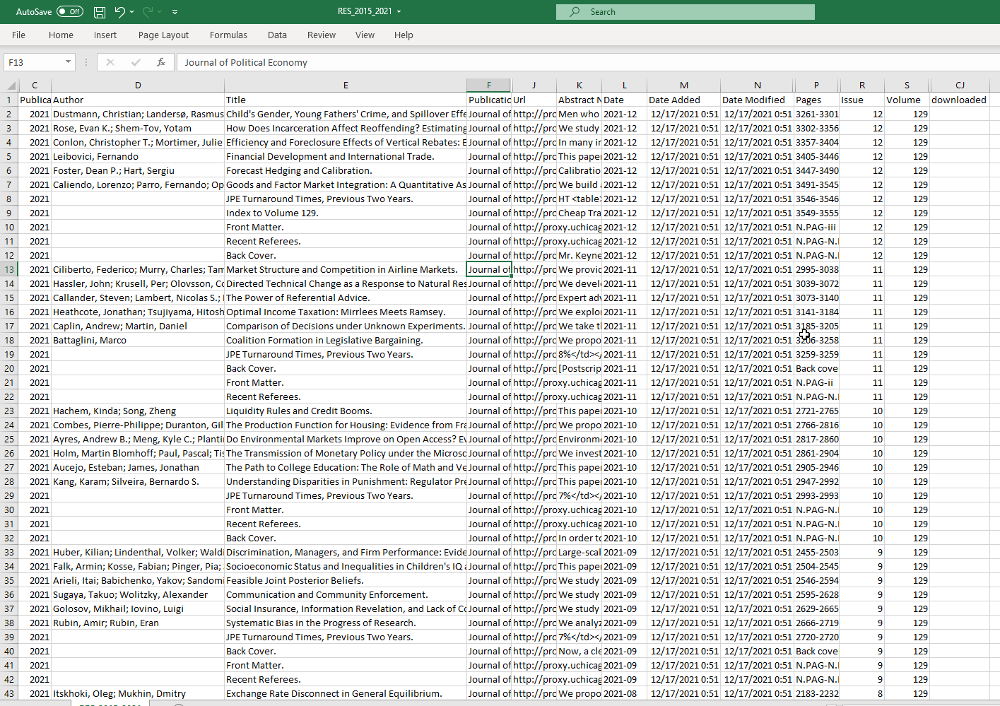 AutoSave Off RES_2015_2021 Search
File Home Insert Page Layout Formulas Data Review View Help
F13 fx Journal of Political Economy
C D E F J K L M N P R S CJ
1 Publica Author Title Publicatio Url Abstract N Date Date Added Date Modified Pages Issue Volume downloaded
2 2021 Dustmann, Christian; Landersø, Rasmus Child's Gender, Young Fathers' Crime, and Spillover Effe Journal of http://pro Men who 2021-12 12/17/2021 0:51 12/17/2021 0:51 3261-3301 12 129
3 2021 Rose, Evan K.; Shem-Tov, Yotam How Does Incarceration Affect Reoffending? Estimating Journal of http://pro We study 2021-12 12/17/2021 0:51 12/17/2021 0:51 3302-3356 12 129
4 2021 Conlon, Christopher T.; Mortimer, Julie Efficiency and Foreclosure Effects of Vertical Rebates: E Journal of http://pro In many in 2021-12 12/17/2021 0:51 12/17/2021 0:51 3357-3404 12 129
5 2021 Leibovici, Fernando Financial Development and International Trade. Journal of http://pro This paper 2021-12 12/17/2021 0:51 12/17/2021 0:51 3405-3446 12 129
6 2021 Foster, Dean P.; Hart, Sergiu Forecast Hedging and Calibration. Journal of http://pro Calibratio 2021-12 12/17/2021 0:51 12/17/2021 0:51 3447-3490 12 129
7 2021 Caliendo, Lorenzo; Parro, Fernando; Op Goods and Factor Market Integration: A Quantitative As Journal of http://pro We build 2021-12 12/17/2021 0:51 12/17/2021 0:51 3491-3545 12 129
8 2021 JPE Turnaround Times, Previous Two Years. Journal of http://pro HT <table> 2021-12 12/17/2021 0:51 12/17/2021 0:51 3546-3546 12 129
9 2021 Index to Volume 129. Journal of http://pro Cheap Tra 2021-12 12/17/2021 0:51 12/17/2021 0:51 3549-3555 12 129
10 2021 Front Matter. Journal of http://proxy.uchicag 2021-12 12/17/2021 0:51 12/17/2021 0:51 N.PAG-iii 12 129
11 2021 Recent Referees. Journal of http://proxy.uchicag 2021-12 12/17/2021 0:51 12/17/2021 0:51 N.PAG-N. 12 129
12 2021 Back Cover. Journal of http://pro Mr. Keyne 2021-12 12/17/2021 0:51 12/17/2021 0:51 N.PAG-N. 12 129
13 2021 Ciliberto, Federico; Murry, Charles; Tam Market Structure and Competition in Airline Markets. Journal of http://pro We provid 2021-11 12/17/2021 0:51 12/17/2021 0:51 2995-3038 11 129
14 2021 Hassler, John; Krusell, Per; Olovsson, Co Directed Technical Change as a Response to Natural Res Journal of http://pro We devel 2021-11 12/17/2021 0:51 12/17/2021 0:51 3039-3072 11 129
15 2021 Callander, Steven; Lambert, Nicolas S.; The Power of Referential Advice. Journal of http://pro Expert adv 2021-11 12/17/2021 0:51 12/17/2021 0:51 3073-3140 11 129
16 2021 Heathcote, Jonathan; Tsujiyama, Hitosh Optimal Income Taxation: Mirrlees Meets Ramsey. Journal of http://pro We explo 2021-11 12/17/2021 0:51 12/17/2021 0:51 3141-3184 11 129
17 2021 Caplin, Andrew; Martin, Daniel Comparison of Decisions under Unknown Experiments. Journal of http://pro We take t 2021-11 12/17/2021 0:51 12/17/2021 0:51 3185-3205 11 129
18 2021 Battaglini, Marco Coalition Formation in Legislative Bargaining. Journal of http://pro We propo 2021-11 12/17/2021 0:51 12/17/2021 0:51 3206-3258 11 129
19 2021 JPE Turnaround Times, Previous Two Years. Journal of http://pro 8%</td></ 2021-11 12/17/2021 0:51 12/17/2021 0:51 3259-3259 11 129
20 2021 Back Cover. Journal of http://pro [Postscrip 2021-11 12/17/2021 0:51 12/17/2021 0:51 Back cove 11 129
21 2021 Front Matter. Journal of http://proxy.uchicag 2021-11 12/17/2021 0:51 12/17/2021 0:51 N.PAG-ii 11 129
22 2021 Recent Referees. Journal of http://proxy.uchicag 2021-11 12/17/2021 0:51 12/17/2021 0:51 N.PAG-N. 11 129
23 2021 Hachem, Kinda; Song, Zheng Liquidity Rules and Credit Booms. Journal of http://pro This paper 2021-10 12/17/2021 0:51 12/17/2021 0:51 2721-2765 10 129
24 2021 Combes, Pierre-Philippe; Duranton, Gil The Production Function for Housing: Evidence from Fra Journal of http://pro We propo 2021-10 12/17/2021 0:51 12/17/2021 0:51 2766-2816 10 129
25 2021 Ayres, Andrew B.; Meng, Kyle C.; Planti Do Environmental Markets Improve on Open Access? Ev Journal of http://pro Environm 2021-10 12/17/2021 0:51 12/17/2021 0:51 2817-2860 10 129
26 2021 Holm, Martin Blomhoff; Paul, Pascal; Tis The Transmission of Monetary Policy under the Microsc Journal of http://pro We invest 2021-10 12/17/2021 0:51 12/17/2021 0:51 2861-2904 10 129
27 2021 Aucejo, Esteban; James, Jonathan The Path to College Education: The Role of Math and Ve Journal of http://pro This paper 2021-10 12/17/2021 0:51 12/17/2021 0:51 2905-2946 10 129
28 2021 Kang, Karam; Silveira, Bernardo S. Understanding Disparities in Punishment: Regulator Pre Journal of http://pro This paper 2021-10 12/17/2021 0:51 12/17/2021 0:51 2947-2992 10 129
29 2021 JPE Turnaround Times, Previous Two Years. Journal of http://pro 7%</td></ 2021-10 12/17/2021 0:51 12/17/2021 0:51 2993-2993 10 129
30 2021 Front Matter. Journal of http://proxy.uchicag 2021-10 12/17/2021 0:51 12/17/2021 0:51 N.PAG-N. 10 129
31 2021 Recent Referees. Journal of http://proxy.uchicag 2021-10 12/17/2021 0:51 12/17/2021 0:51 N.PAG-N. 10 129
32 2021 Back Cover. Journal of http://pro In order to 2021-10 12/17/2021 0:51 12/17/2021 0:51 N.PAG-N. 10 129
33 2021 Huber, Kilian; Lindenthal, Volker; Waldi Discrimination, Managers, and Firm Performance: Evide Journal of http://pro Large-scal 2021-09 12/17/2021 0:51 12/17/2021 0:51 2455-2503 9 129
34 2021 Falk, Armin; Kosse, Fabian; Pinger, Pia; Socioeconomic Status and Inequalities in Children's IQ Journal of http://pro This paper 2021-09 12/17/2021 0:51 12/17/2021 0:51 2504-2545 9 129
35 2021 Arieli, Itai; Babichenko, Yakov; Sandomi Feasible Joint Posterior Beliefs. Journal of http://pro We study 2021-09 12/17/2021 0:51 12/17/2021 0:51 2546-2594 9 129
36 2021 Sugaya, Takuo; Wolitzky, Alexander Communication and Community Enforcement. Journal of http://pro We study 2021-09 12/17/2021 0:51 12/17/2021 0:51 2595-2628 9 129
37 2021 Golosov, Mikhail; Iovino, Luigi Social Insurance, Information Revelation, and Lack of Co Journal of http://pro We study 2021-09 12/17/2021 0:51 12/17/2021 0:51 2629-2665 9 129
38 2021 Rubin, Amir; Rubin, Eran Systematic Bias in the Progress of Research. Journal of http://pro We analyz 2021-09 12/17/2021 0:51 12/17/2021 0:51 2666-2719 9 129
39 2021 JPE Turnaround Times, Previous Two Years. Journal of http://pro 7%</td></ 2021-09 12/17/2021 0:51 12/17/2021 0:51 2720-2720 9 129
40 2021 Back Cover. Journal of http://pro Now, a cle 2021-09 12/17/2021 0:51 12/17/2021 0:51 Back cove 9 129
41 2021 Front Matter. Journal of http://proxy.uchicag 2021-09 12/17/2021 0:51 12/17/2021 0:51 N.PAG-N. 9 129
42 2021 Recent Referees. Journal of http://proxy.uchicag 2021-09 12/17/2021 0:51 12/17/2021 0:51 N.PAG-N. 9 129
43 2021 Itskhoki, Oleg; Mukhin, Dmitry Exchange Rate Disconnect in General Equilibrium. Journal of http://pro We propo 2021-08 12/17/2021 0:51 12/17/2021 0:51 2183-2232 8 129
RES_2015_2021